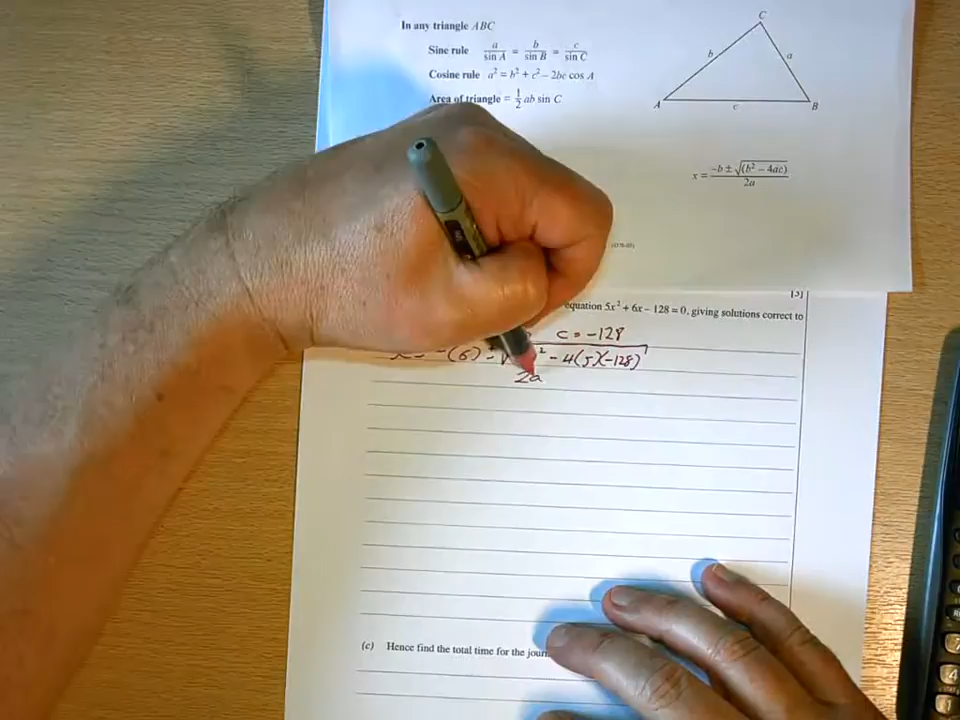 In any triangle ABC
Sine rule a/sin A = b/sin B = c/sin C
Cosine rule a² = b² + c² − 2bc cos A
Area of triangle = 1/2 ab sin C
C
b a
A c B
x = −b ± √(b² − 4ac) / 2a
equation 5x² + 6x − 128 = 0, giving solutions correct to
c = −128
−(6) ² − 4(5)(−128)
2a
(c) Hence find the total time for the